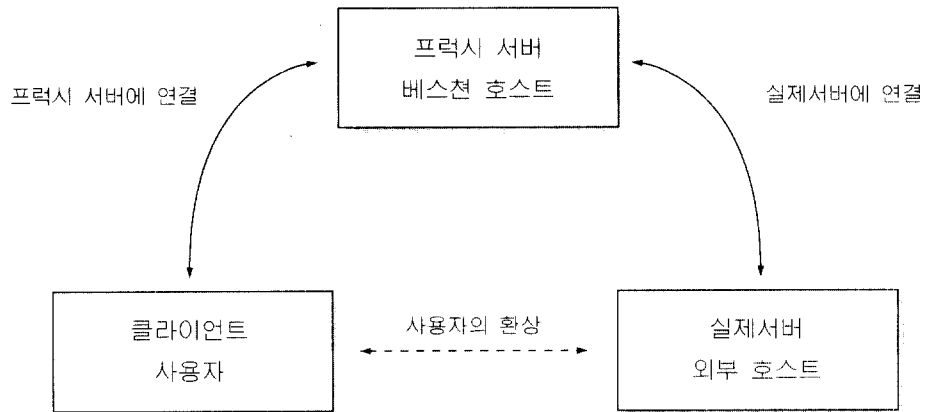 프럭시 서버
베스쳔 호스트
프럭시 서버에 연결
실제서버에 연결
클라이언트
사용자
사용자의 환상
실제서버
외부 호스트